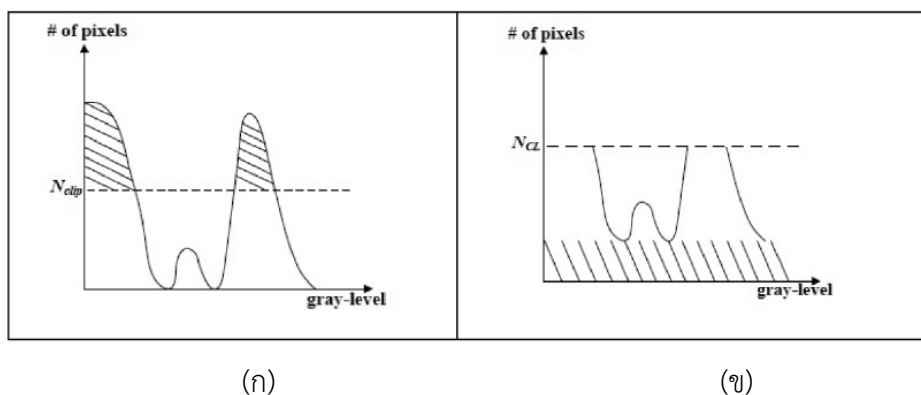 # of pixels
N_clip
gray-level
(ก)
# of pixels
N_CL
gray-level
(ข)